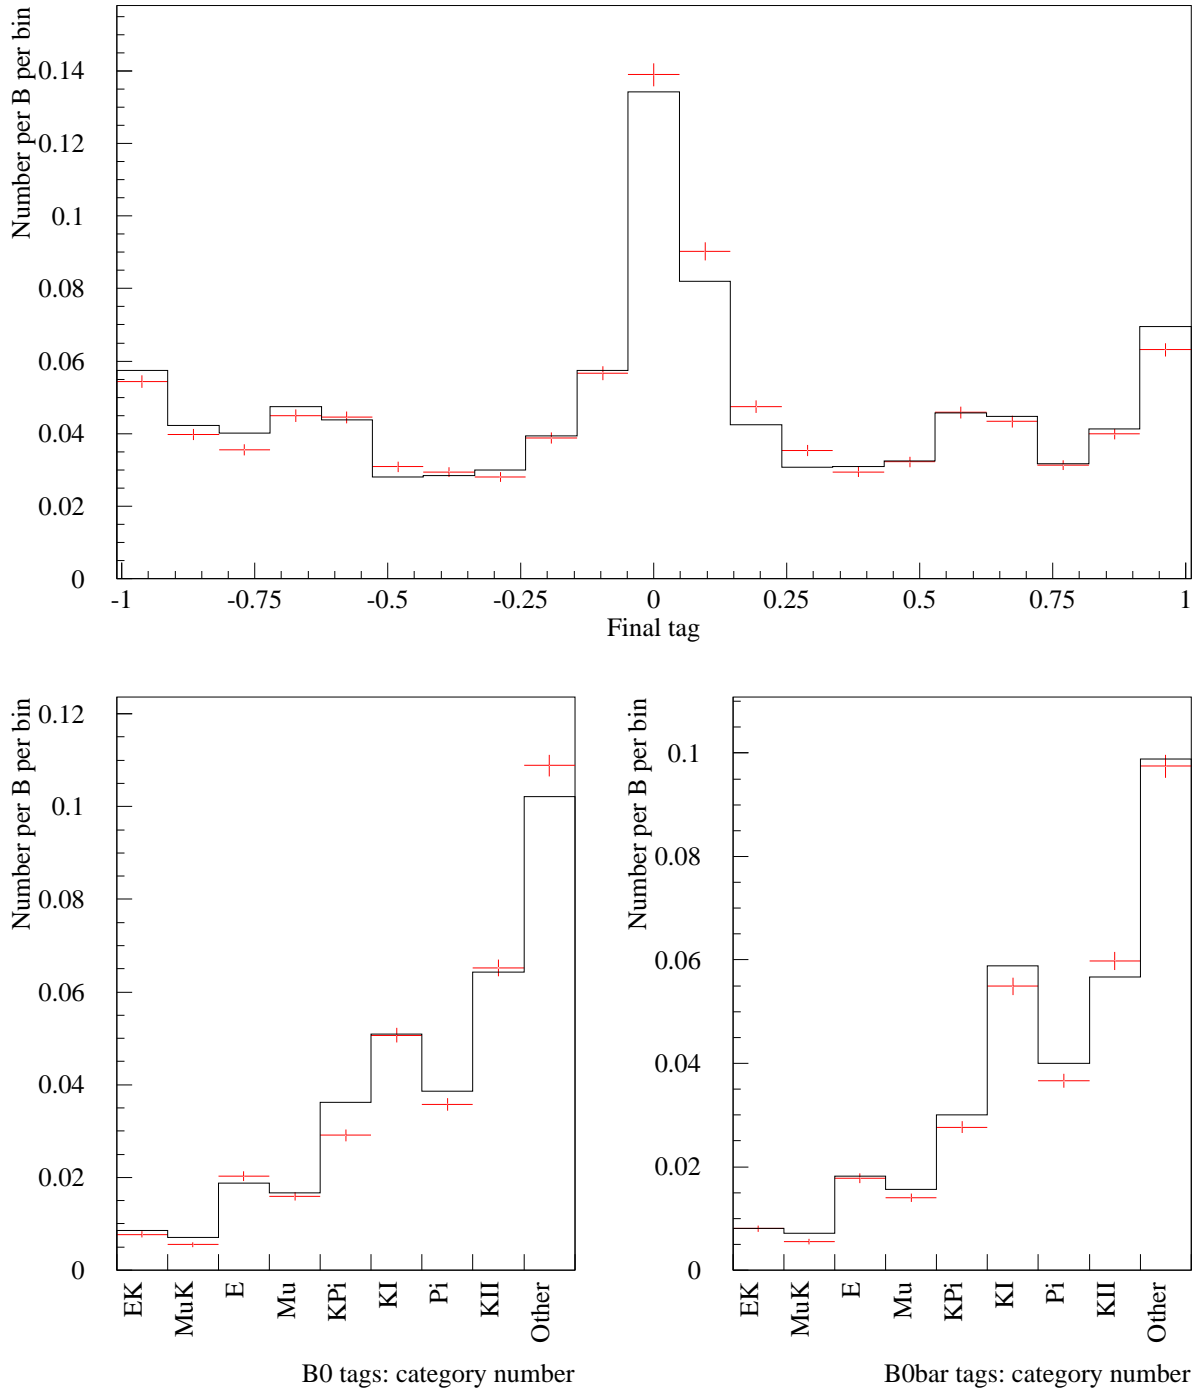 Number per B per bin
0.14
0.12
0.1
0.08
0.06
0.04
0.02
0
-1 -0.75 -0.5 -0.25 0 0.25 0.5 0.75 1
Final tag
Number per B per bin
0.12
0.1
0.08
0.06
0.04
0.02
0
EK MuK E Mu KPi KI Pi KII Other
B0 tags: category number
Number per B per bin
0.1
0.08
0.06
0.04
0.02
0
EK MuK E Mu KPi KI Pi KII Other
B0bar tags: category number